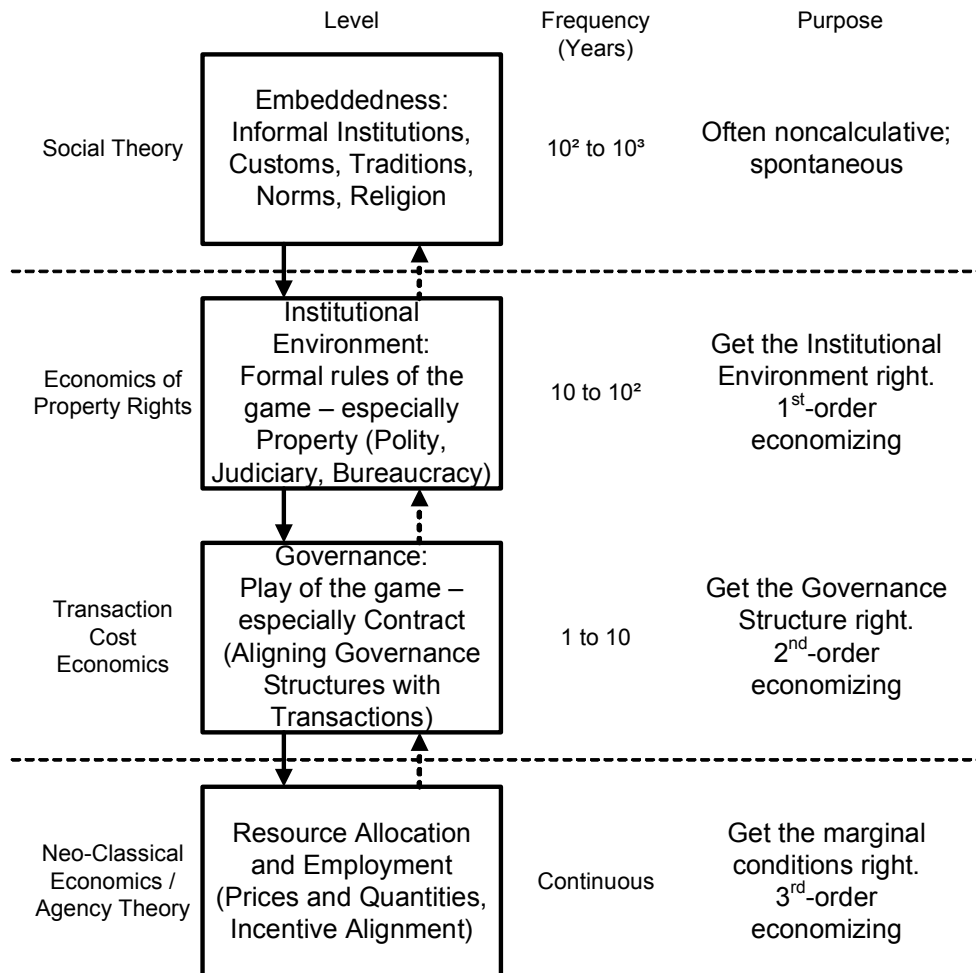 Level
Frequency
(Years)
Purpose
Social Theory
Embeddedness:
Informal Institutions,
Customs, Traditions,
Norms, Religion
10² to 10³
Often noncalculative;
spontaneous
Economics of
Property Rights
Institutional
Environment:
Formal rules of the
game – especially
Property (Polity,
Judiciary, Bureaucracy)
10 to 10²
Get the Institutional
Environment right.
1st-order
economizing
Transaction
Cost
Economics
Governance:
Play of the game –
especially Contract
(Aligning Governance
Structures with
Transactions)
1 to 10
Get the Governance
Structure right.
2nd-order
economizing
Neo-Classical
Economics /
Agency Theory
Resource Allocation
and Employment
(Prices and Quantities,
Incentive Alignment)
Continuous
Get the marginal
conditions right.
3rd-order
economizing